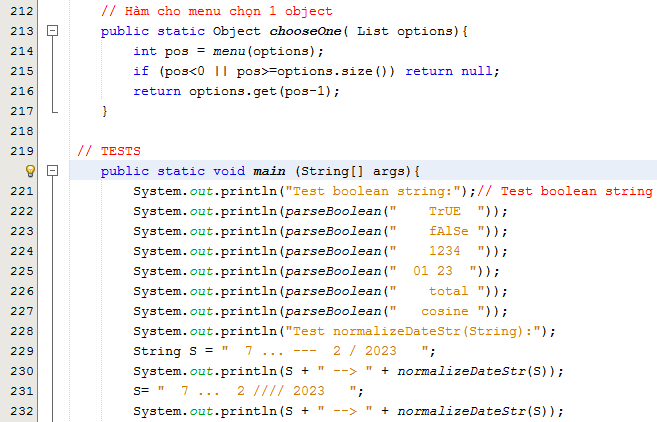 212 // Hàm cho menu chọn 1 object
213 public static Object chooseOne( List options){
214 int pos = menu(options);
215 if (pos<0 || pos>=options.size()) return null;
216 return options.get(pos-1);
217 }
218
219 // TESTS
public static void main (String[] args){
221 System.out.println("Test boolean string:");// Test boolean string
222 System.out.println(parseBoolean("    TrUE  "));
223 System.out.println(parseBoolean("    fAlSe "));
224 System.out.println(parseBoolean("    1234  "));
225 System.out.println(parseBoolean("  01 23  "));
226 System.out.println(parseBoolean("    total "));
227 System.out.println(parseBoolean("   cosine "));
228 System.out.println("Test normalizeDateStr(String):");
229 String S = "  7 ... ---  2 / 2023   ";
230 System.out.println(S + " --> " + normalizeDateStr(S));
231 S= "  7 ...  2 //// 2023   ";
232 System.out.println(S + " --> " + normalizeDateStr(S));